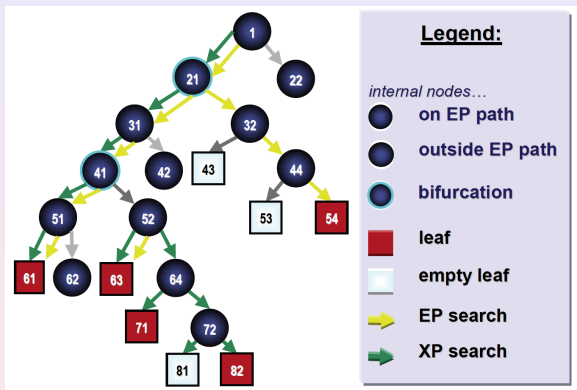 Legend:
internal nodes...
on EP path
outside EP path
bifurcation
leaf
empty leaf
EP search
XP search
1
21
22
31
32
41
42
43
44
51
52
53
54
61
62
63
64
71
72
81
82